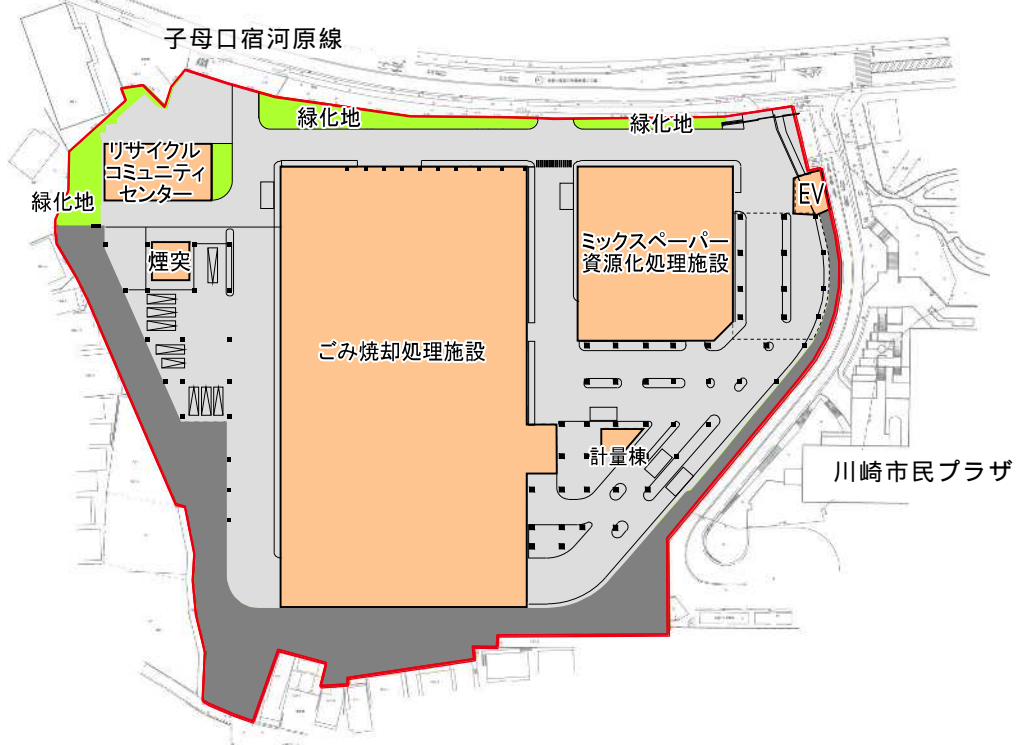 子母口宿河原線
緑化地
緑化地
リサイクル
コミュニティ
センター
緑化地
EV
煙突
ミックスペーパー
資源化処理施設
ごみ焼却処理施設
計量棟
川崎市民プラザ